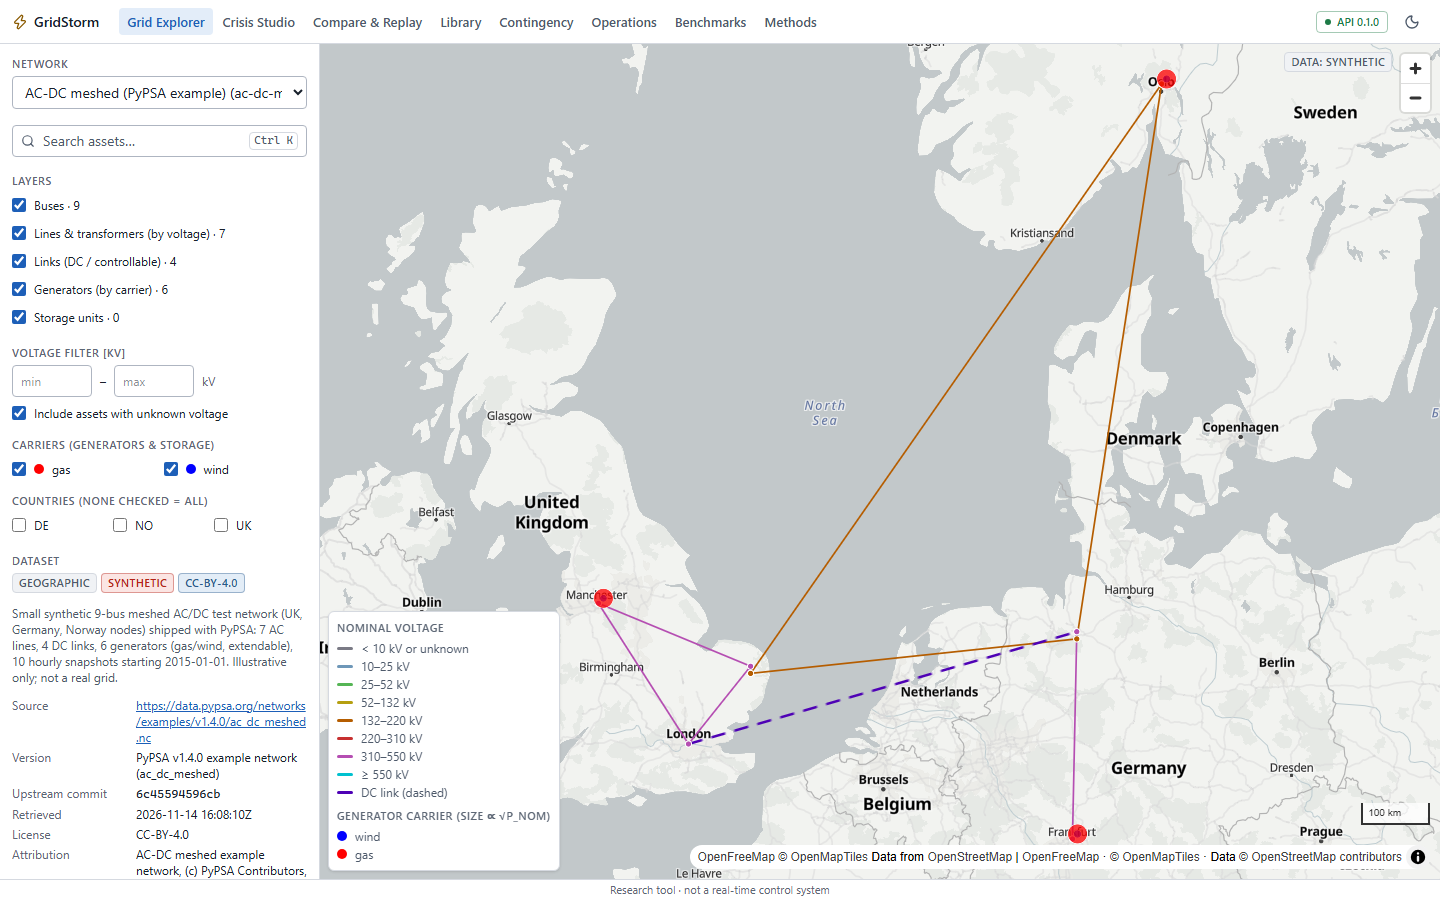 GridStorm
Grid Explorer
Crisis Studio
Compare & Replay
Library
Contingency
Operations
Benchmarks
Methods
API 0.1.0
NETWORK
AC-DC meshed (PyPSA example) (ac-dc-m
Search assets...
Ctrl K
LAYERS
Buses · 9
Lines & transformers (by voltage) · 7
Links (DC / controllable) · 4
Generators (by carrier) · 6
Storage units · 0
VOLTAGE FILTER [KV]
min – max kV
Include assets with unknown voltage
CARRIERS (GENERATORS & STORAGE)
gas
wind
COUNTRIES (NONE CHECKED = ALL)
DE
NO
UK
DATASET
GEOGRAPHIC
SYNTHETIC
CC-BY-4.0
Small synthetic 9-bus meshed AC/DC test network (UK,
Germany, Norway nodes) shipped with PyPSA: 7 AC
lines, 4 DC links, 6 generators (gas/wind, extendable),
10 hourly snapshots starting 2015-01-01. Illustrative
only; not a real grid.
Source
https://data.pypsa.org/networks
/examples/v1.4.0/ac_dc_meshed
.nc
Version
PyPSA v1.4.0 example network
(ac_dc_meshed)
Upstream commit
6c45594596cb
Retrieved
2026-11-14 16:08:10Z
License
CC-BY-4.0
Attribution
AC-DC meshed example
network, (c) PyPSA Contributors,
DATA: SYNTHETIC
Bergen
Oslo
Sweden
Kristiansand
Glasgow
North
Sea
Denmark
Copenhagen
United
Kingdom
Belfast
Manchester
Dublin
Hamburg
Birmingham
Berlin
Netherlands
London
Brussels
Belgium
Germany
Dresden
Frankfurt
Prague
Le Havre
NOMINAL VOLTAGE
< 10 kV or unknown
10–25 kV
25–52 kV
52–132 kV
132–220 kV
220–310 kV
310–550 kV
≥ 550 kV
DC link (dashed)
GENERATOR CARRIER (SIZE ∝ √P_NOM)
wind
gas
100 km
OpenFreeMap © OpenMapTiles Data from OpenStreetMap | OpenFreeMap · © OpenMapTiles · Data © OpenStreetMap contributors
Research tool · not a real-time control system